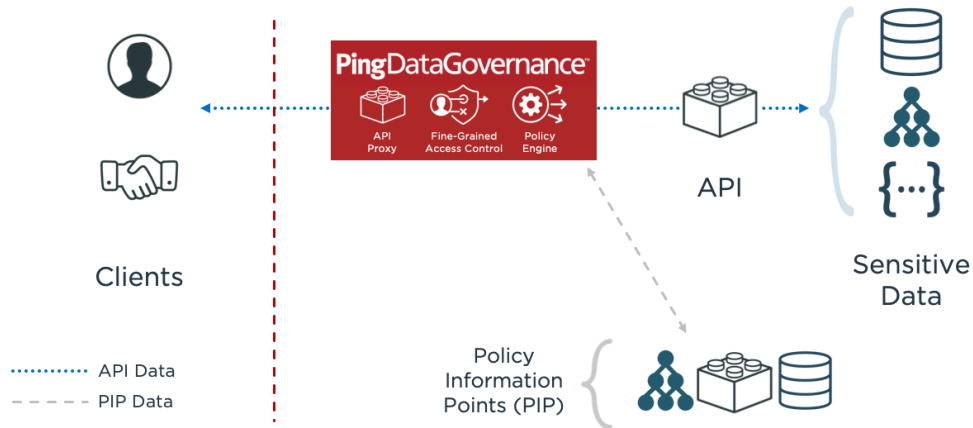 PingDataGovernance™
API
Proxy
Fine-Grained
Access Control
Policy
Engine
API
{...}
Clients
Sensitive
Data
Policy
Information
Points (PIP)
API Data
PIP Data